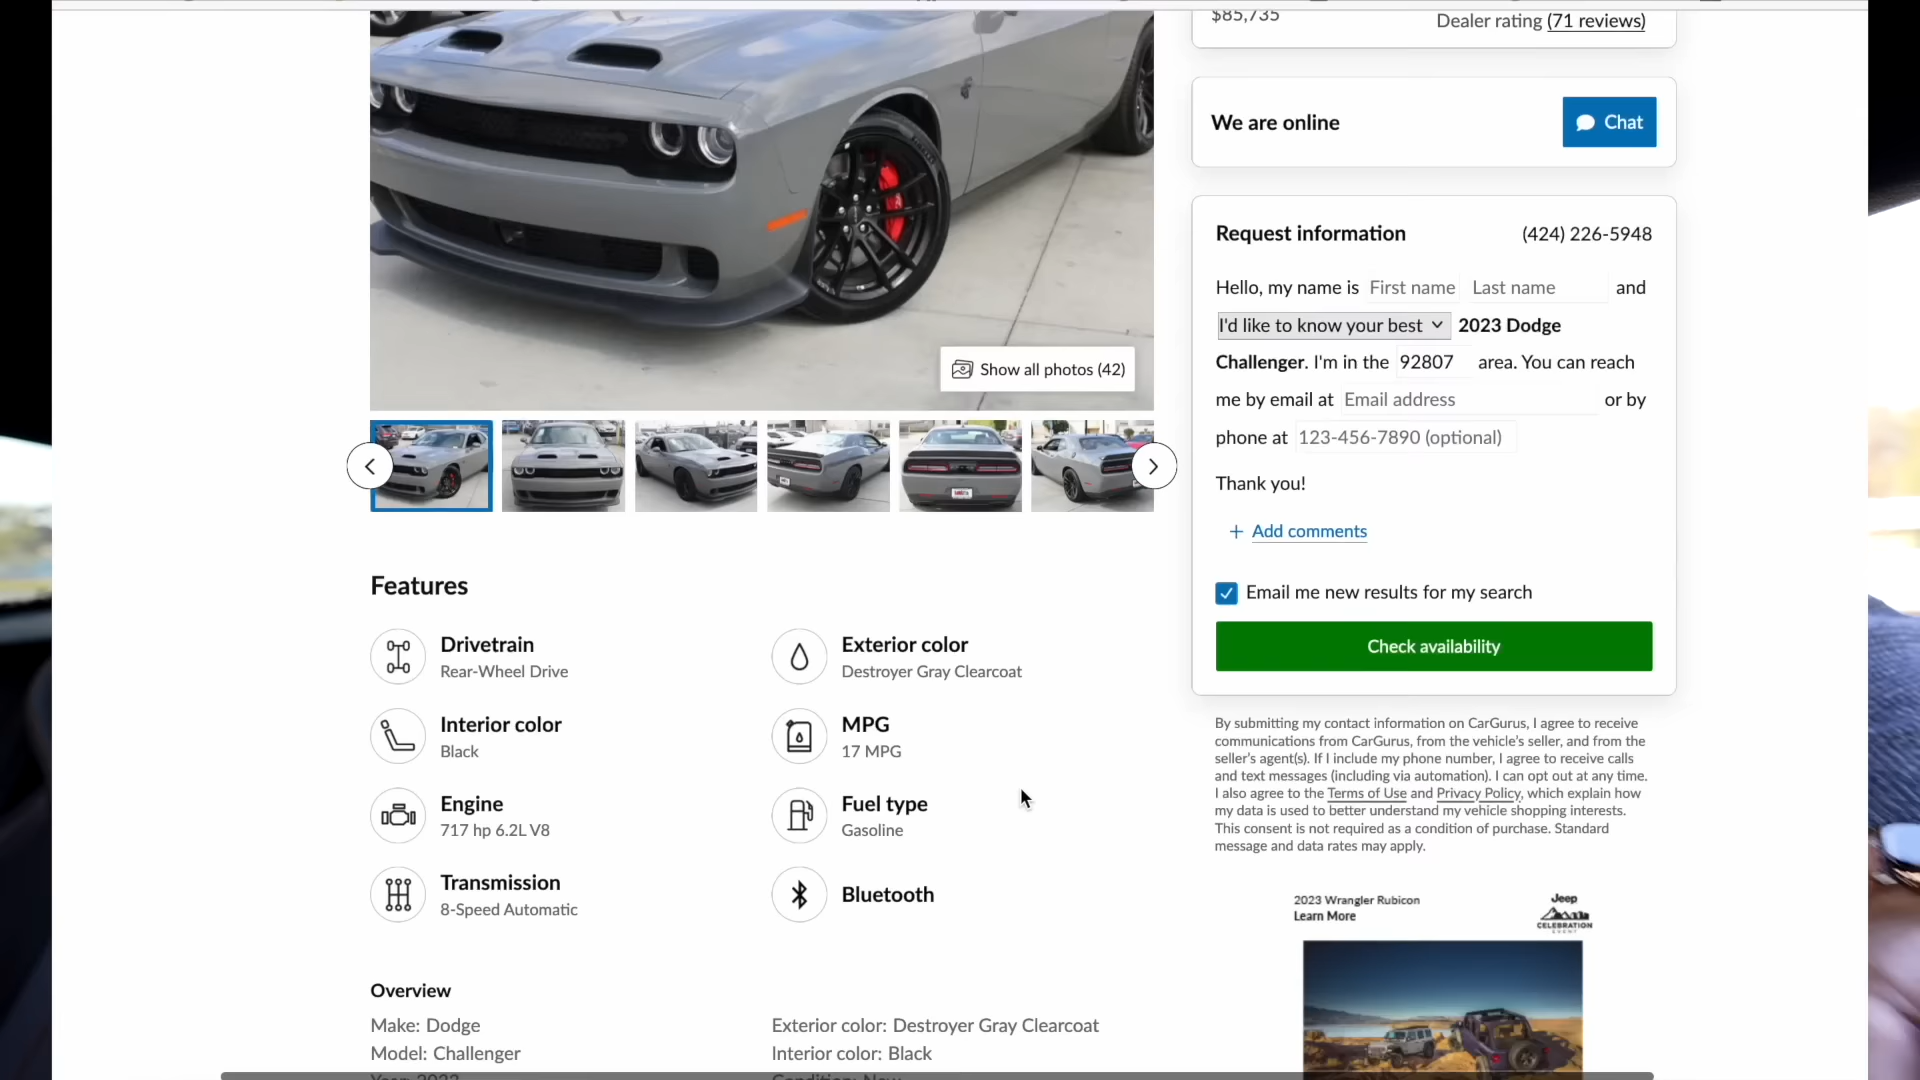 $85,735
Dealer rating (71 reviews)
We are online
Chat
Request information
(424) 226-5948
Hello, my name is First name Last name and
I'd like to know your best 2023 Dodge
Challenger. I'm in the 92807 area. You can reach
me by email at Email address or by
phone at 123-456-7890 (optional)
Thank you!
+ Add comments
Email me new results for my search
Check availability
By submitting my contact information on CarGurus, I agree to receive
communications from CarGurus, from the vehicle's seller, and from the
seller's agent(s). If I include my phone number, I agree to receive calls
and text messages (including via automation). I can opt out at any time.
I also agree to the Terms of Use and Privacy Policy, which explain how
my data is used to better understand my vehicle shopping interests.
This consent is not required as a condition of purchase. Standard
message and data rates may apply.
2023 Wrangler Rubicon
Learn More
Jeep
CELEBRATION
EVENT
Show all photos (42)
Features
Drivetrain
Rear-Wheel Drive
Exterior color
Destroyer Gray Clearcoat
Interior color
Black
MPG
17 MPG
Engine
717 hp 6.2L V8
Fuel type
Gasoline
Transmission
8-Speed Automatic
Bluetooth
Overview
Make: Dodge
Exterior color: Destroyer Gray Clearcoat
Model: Challenger
Interior color: Black
Year: 2023
Condition: New